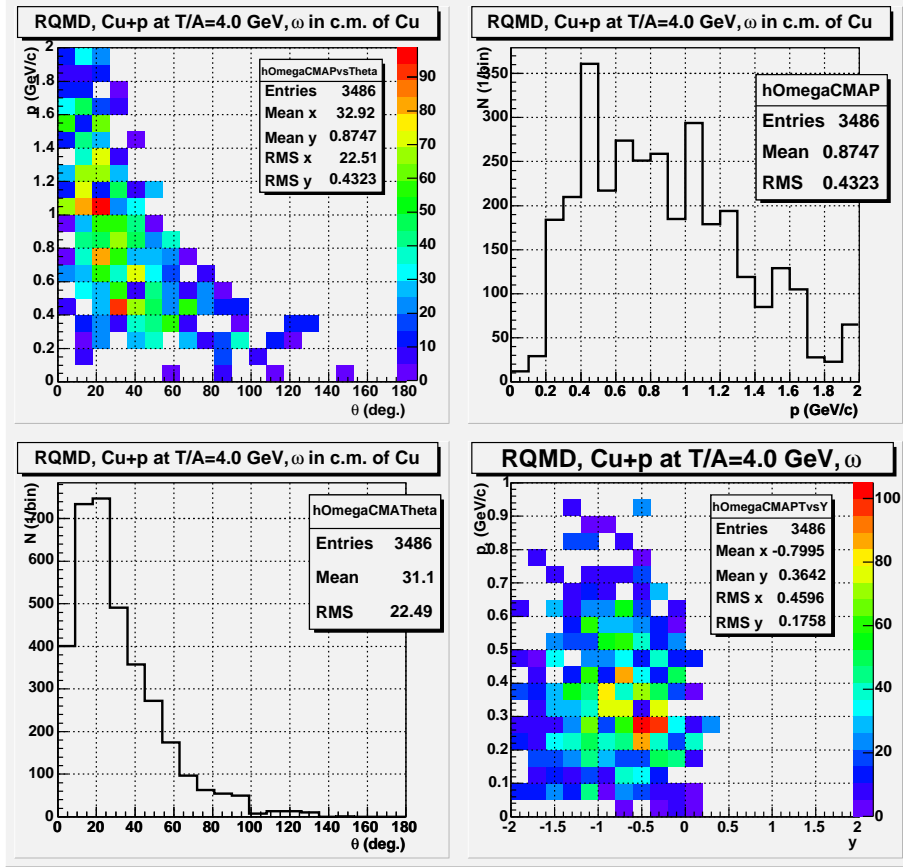 RQMD, Cu+p at T/A=4.0 GeV, ω in c.m. of Cu
p (GeV/c)
2
1.8
1.6
1.4
1.2
1
0.8
0.6
0.4
0.2
0
0 20 40 60 80 100 120 140 160 180
θ (deg.)
hOmegaCMAPvsTheta
Entries 3486
Mean x 32.92
Mean y 0.8747
RMS x 22.51
RMS y 0.4323
90
80
70
60
50
40
30
20
10
0
RQMD, Cu+p at T/A=4.0 GeV, ω in c.m. of Cu
N (1/bin)
350
300
250
200
150
100
50
0
0 0.2 0.4 0.6 0.8 1 1.2 1.4 1.6 1.8 2
p (GeV/c)
hOmegaCMAP
Entries 3486
Mean 0.8747
RMS 0.4323
RQMD, Cu+p at T/A=4.0 GeV, ω in c.m. of Cu
N (1/bin)
700
600
500
400
300
200
100
0
0 20 40 60 80 100 120 140 160 180
θ (deg.)
hOmegaCMATheta
Entries 3486
Mean 31.1
RMS 22.49
RQMD, Cu+p at T/A=4.0 GeV, ω
(GeV/c)
1
0.9
0.8
0.7
0.6
0.5
0.4
0.3
0.2
0.1
0
-2 -1.5 -1 -0.5 0 0.5 1 1.5 2
y
hOmegaCMAPTvsY
Entries 3486
Mean x -0.7995
Mean y 0.3642
RMS x 0.4596
RMS y 0.1758
100
80
60
40
20
0